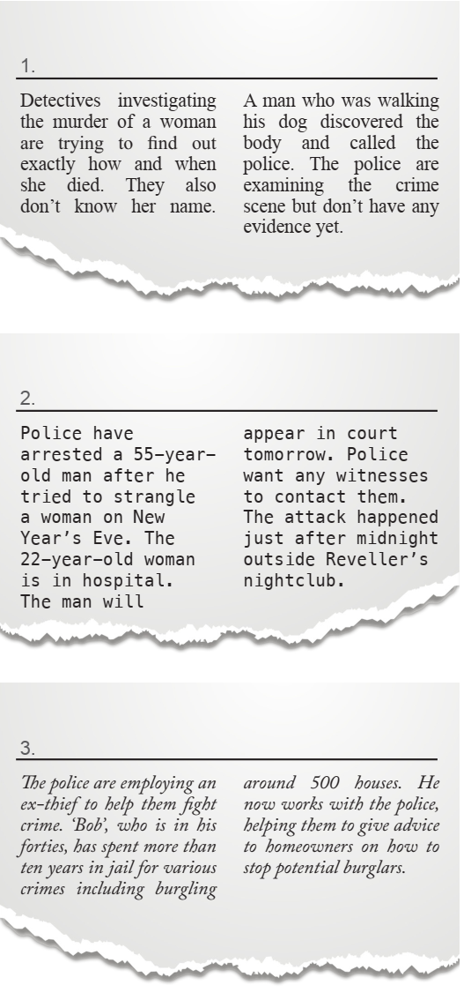 1.
Detectives investigating
the murder of a woman
are trying to find out
exactly how and when
she died. They also
don’t know her name.
A man who was walking
his dog discovered the
body and called the
police. The police are
examining the crime
scene but don’t have any
evidence yet.
2.
Police have
arrested a 55-year-
old man after he
tried to strangle
a woman on New
Year’s Eve. The
22-year-old woman
is in hospital.
The man will
appear in court
tomorrow. Police
want any witnesses
to contact them.
The attack happened
just after midnight
outside Reveller’s
nightclub.
3.
The police are employing an
ex-thief to help them fight
crime. ‘Bob’, who is in his
forties, has spent more than
ten years in jail for various
crimes including burgling
around 500 houses. He
now works with the police,
helping them to give advice
to homeowners on how to
stop potential burglars.